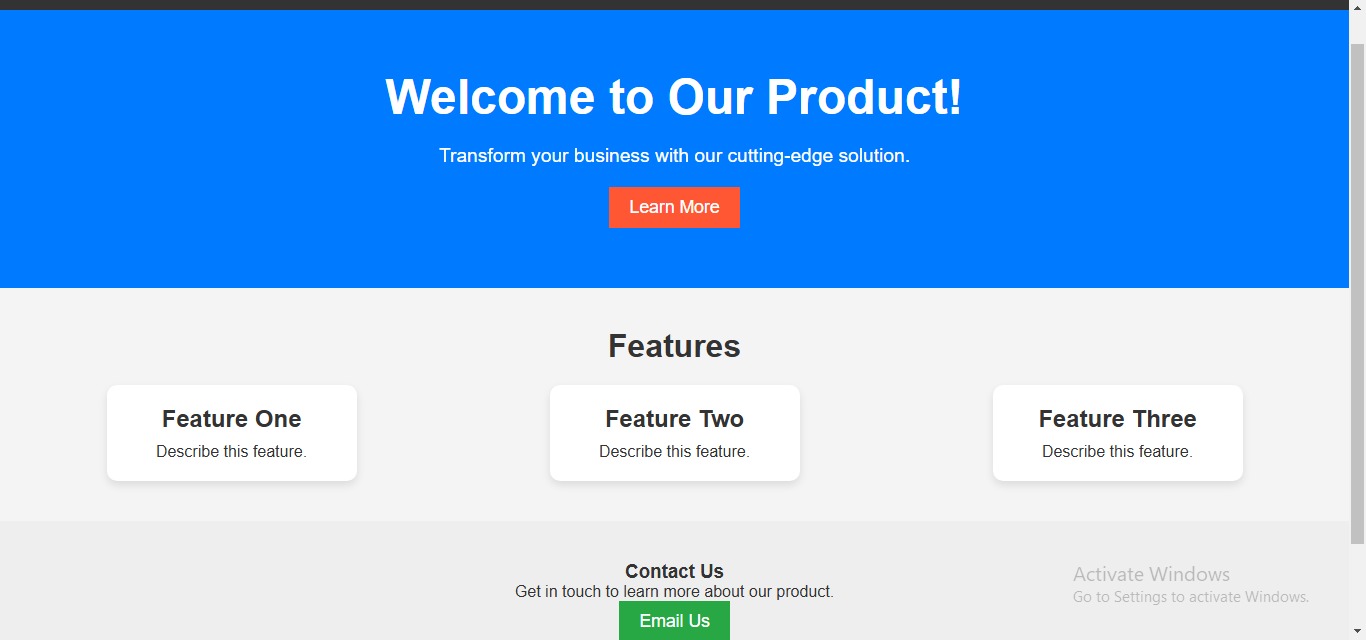 Welcome to Our Product!
Transform your business with our cutting-edge solution.
Learn More
Features
Feature One
Describe this feature.
Feature Two
Describe this feature.
Feature Three
Describe this feature.
Contact Us
Get in touch to learn more about our product.
Email Us
Activate Windows
Go to Settings to activate Windows.